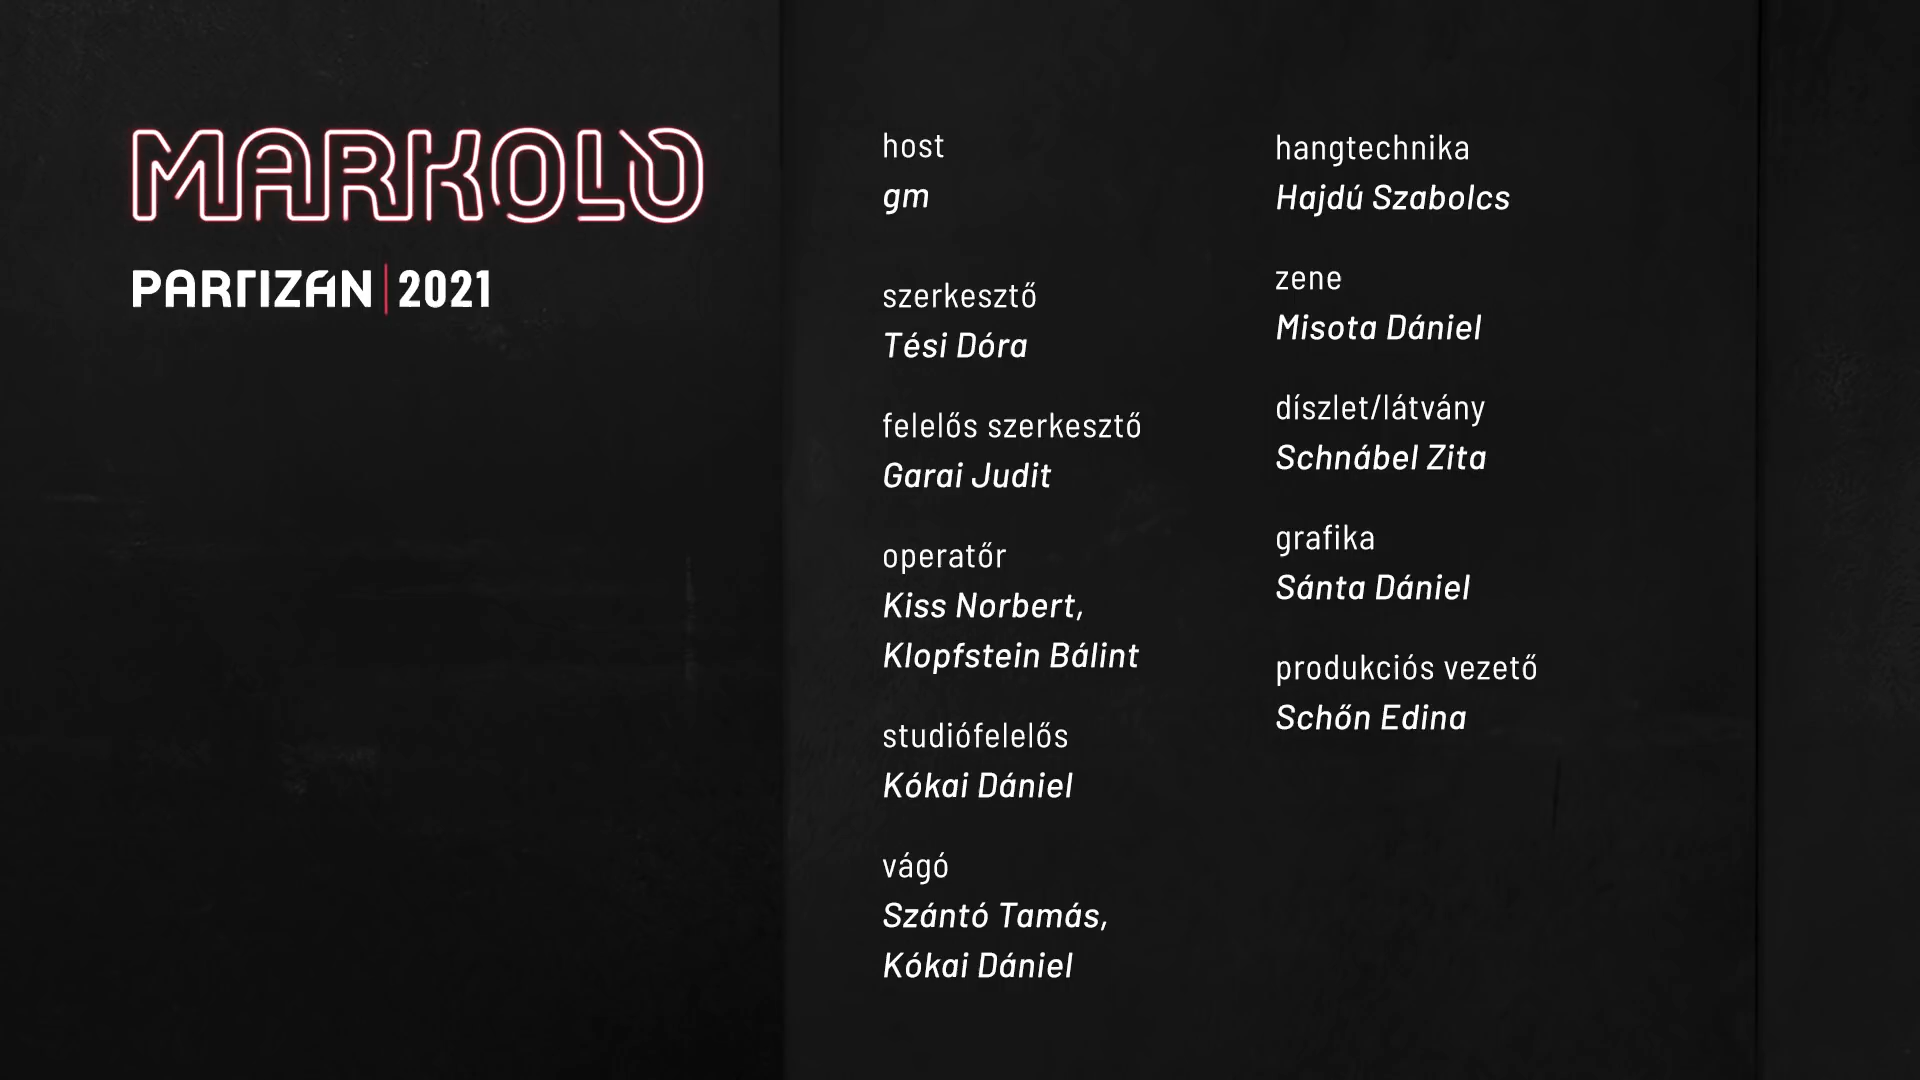 MARKOLÓ
PARTIZÁN | 2021
host
gm
szerkesztő
Tési Dóra
felelős szerkesztő
Garai Judit
operatőr
Kiss Norbert,
Klopfstein Bálint
studiófelelős
Kókai Dániel
vágó
Szántó Tamás,
Kókai Dániel
hangtechnika
Hajdú Szabolcs
zene
Misota Dániel
díszlet/látvány
Schnábel Zita
grafika
Sánta Dániel
produkciós vezető
Schőn Edina